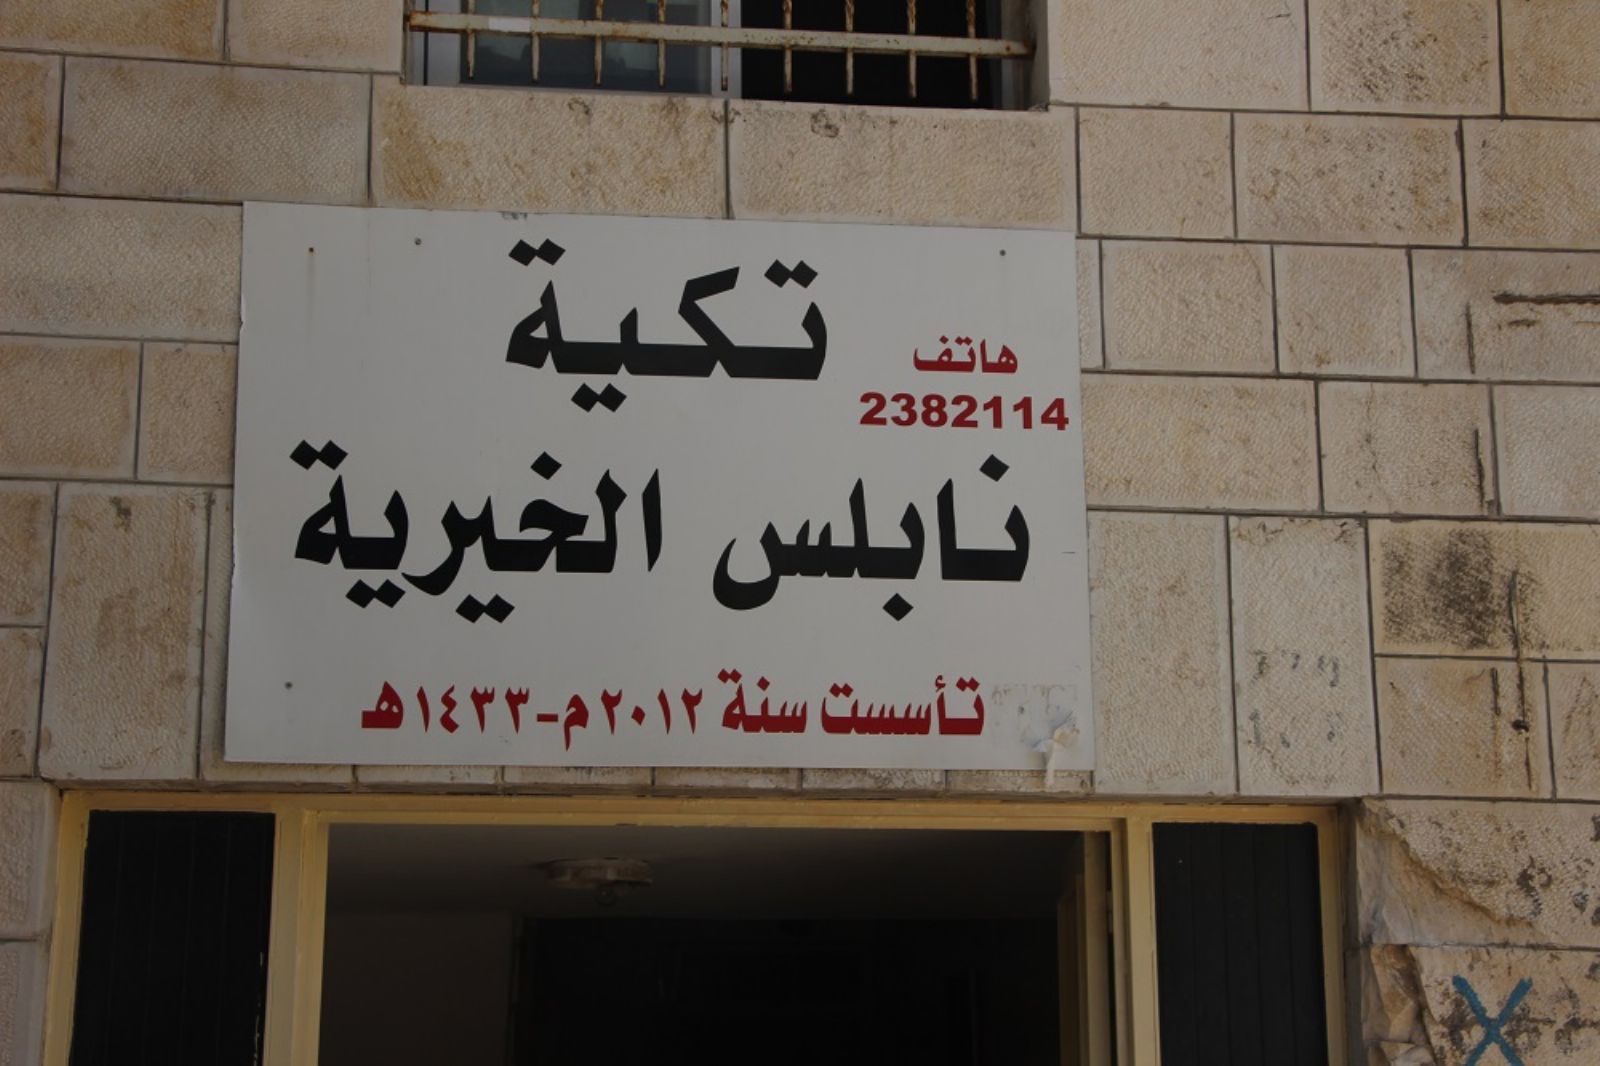 تكية
هاتف
2382114
نابلس الخيرية
تأسست سنة ٢٠١٢م-١٤٣٣هـ
X